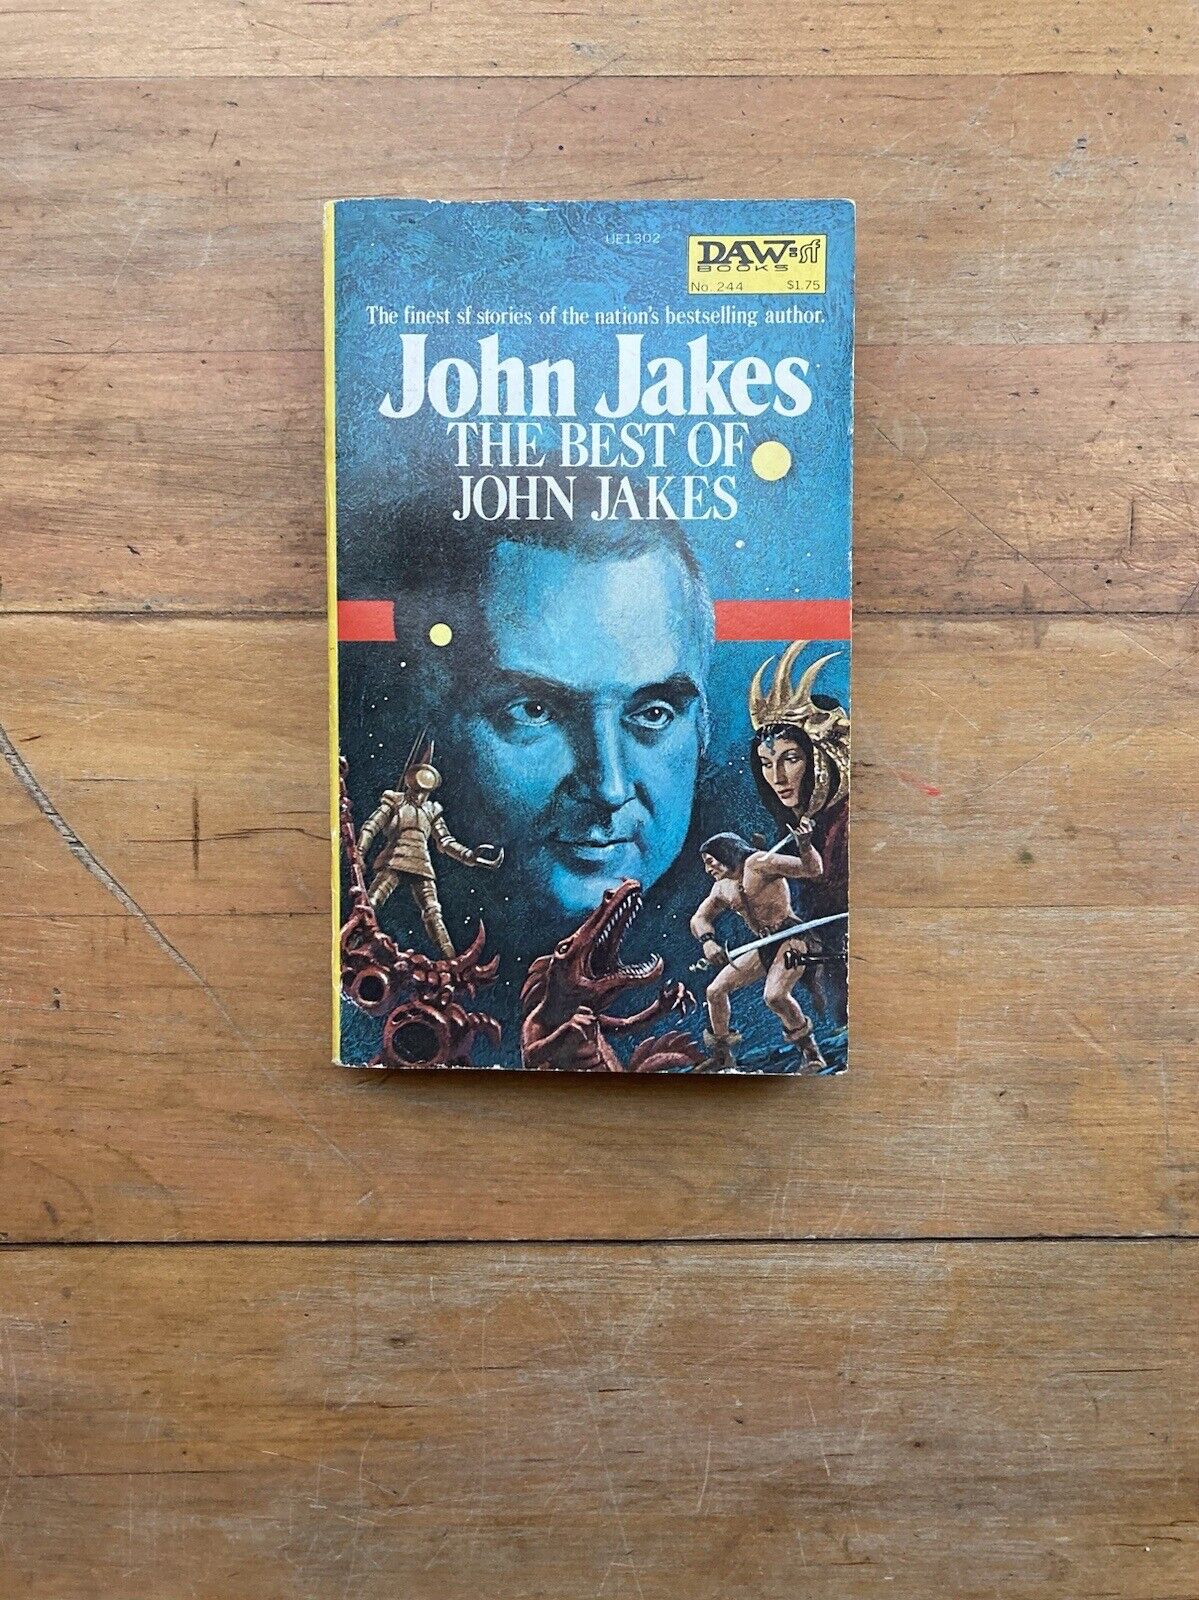 UE1302
DAW=sf
BOOKS
No. 244 $1.75
The finest sf stories of the nation's bestselling author.
John Jakes
THE BEST OF
JOHN JAKES